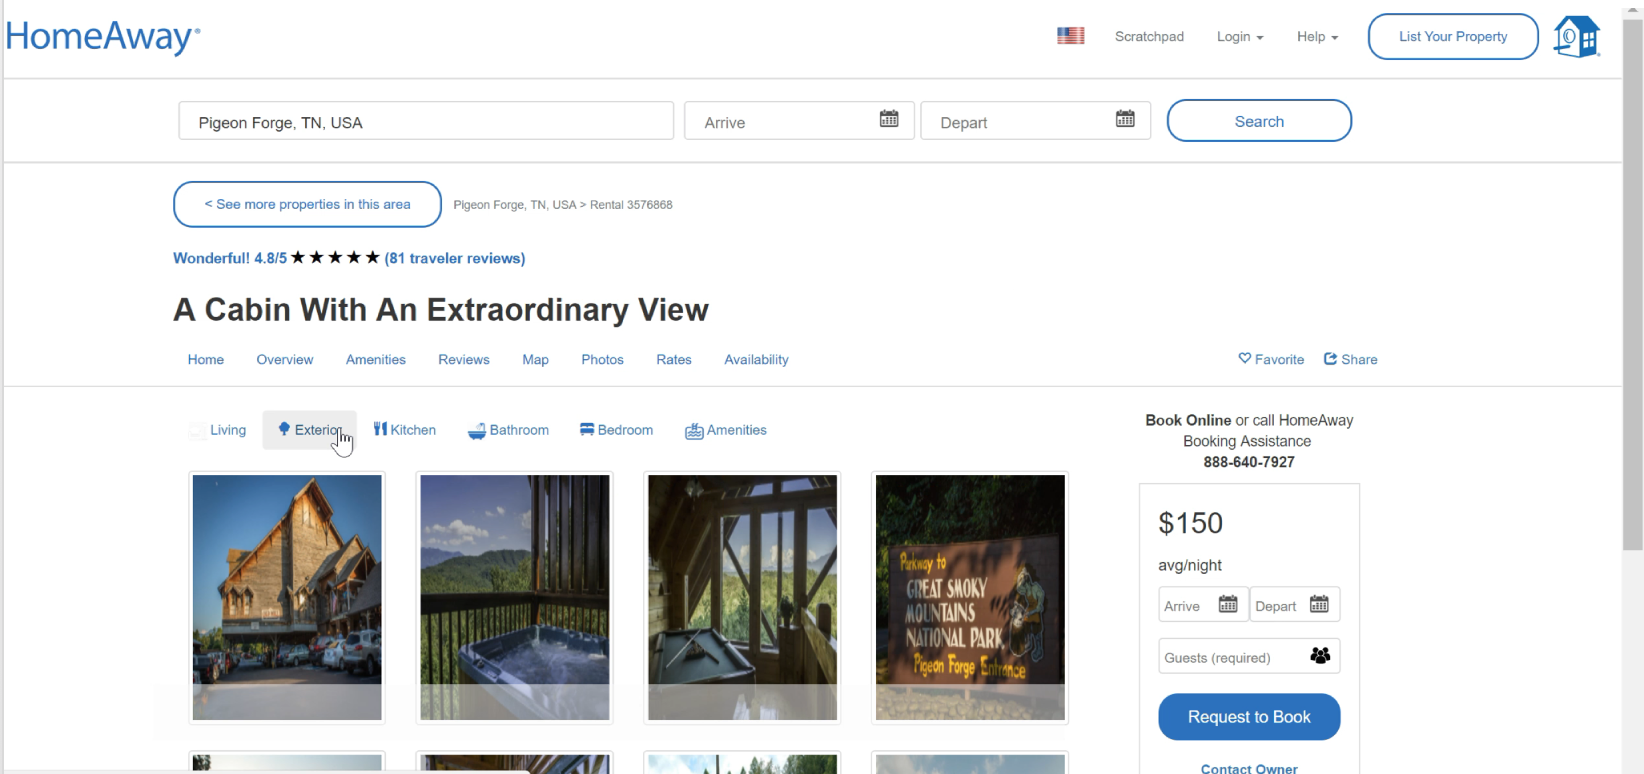 HomeAway®
Scratchpad Login Help List Your Property
Pigeon Forge, TN, USA Arrive Depart Search
< See more properties in this area Pigeon Forge, TN, USA > Rental 3576868
Wonderful! 4.8/5 ★★★★★ (81 traveler reviews)
A Cabin With An Extraordinary View
Home Overview Amenities Reviews Map Photos Rates Availability Favorite Share
Living Exterior Kitchen Bathroom Bedroom Amenities
Book Online or call HomeAway
Booking Assistance
888-640-7927
Parkway to
GREAT SMOKY
MOUNTAINS
NATIONAL PARK
Pigeon Forge Entrance
$150
avg/night
Arrive Depart
Guests (required)
Request to Book
Contact Owner